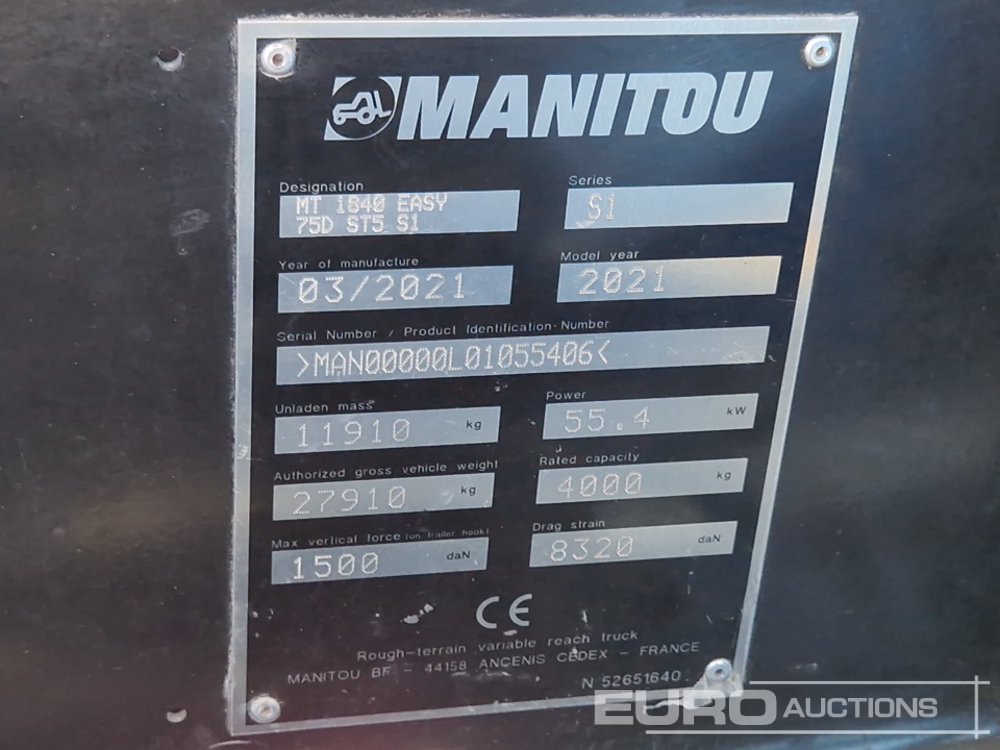 MANITOU
Designation
MT 1840 EASY
75D ST5 S1
Series
S1
Year of manufacture
03/2021
Model year
2021
Serial Number / Product Identification Number
>MAN00000L01055406<
Unladen mass
11910 kg
Power
55.4 kW
Authorized gross vehicle weight
27910 kg
Rated capacity
4000 kg
Max vertical force (on trailer hook)
1500 daN
Drag strain
8320 daN
CE
Rough-terrain variable reach truck
MANITOU BF - 44158 ANCENIS CEDEX - FRANCE
N 52651640
EURO AUCTIONS